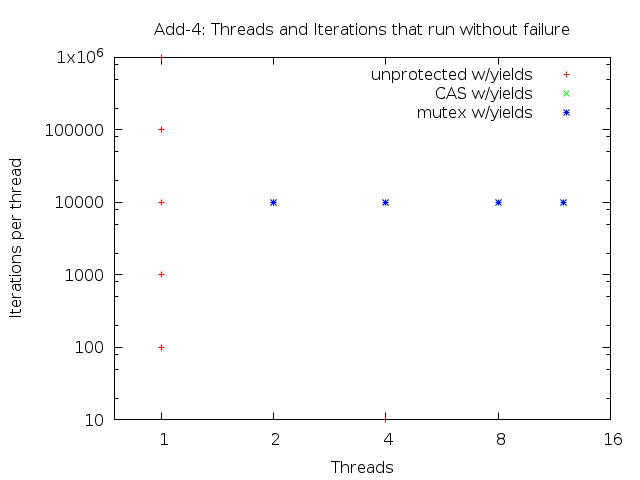 Add-4: Threads and Iterations that run without failure
1x10⁶
100000
10000
1000
100
10
Iterations per thread
unprotected w/yields
CAS w/yields
mutex w/yields
1 2 4 8 16
Threads